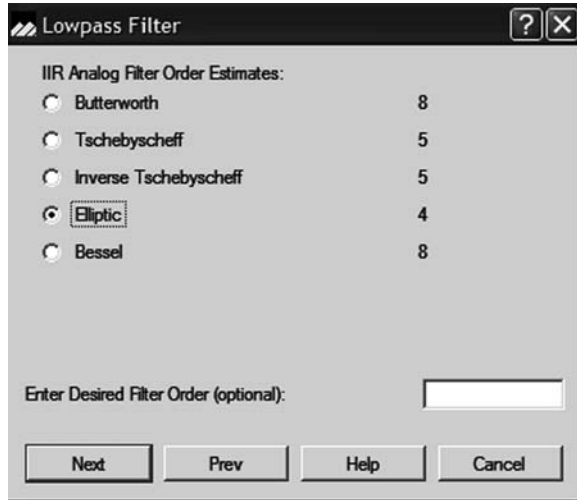 Lowpass Filter
IIR Analog Filter Order Estimates:
Butterworth 8
Tschebyscheff 5
Inverse Tschebyscheff 5
Elliptic 4
Bessel 8
Enter Desired Filter Order (optional):
Next Prev Help Cancel